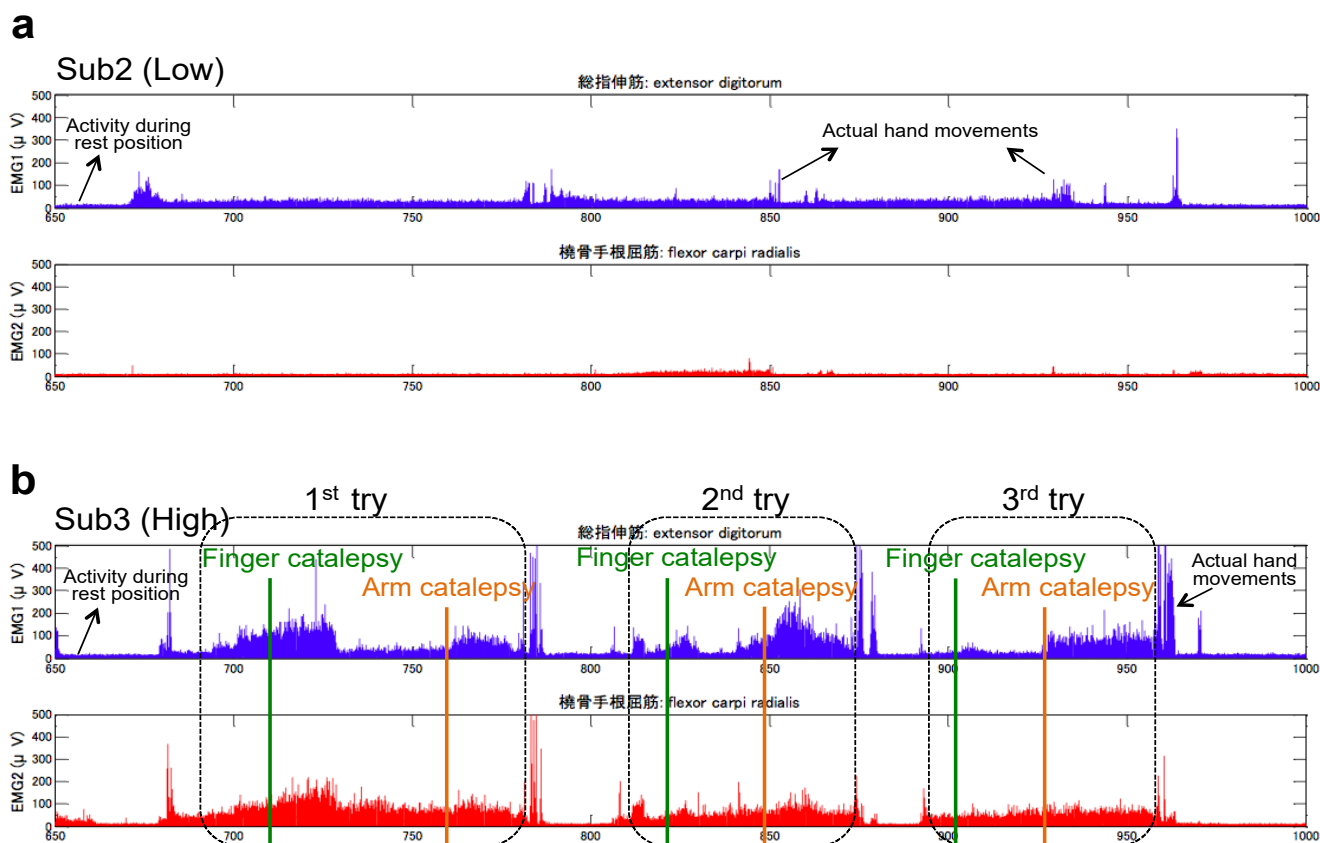 a
Sub2 (Low)
総指伸筋: extensor digitorum
EMG1 (μ V)
500
400
300
200
100
0
Activity during
rest position
Actual hand movements
650 700 750 800 850 900 950 1000
橈骨手根屈筋: flexor carpi radialis
EMG2 (μ V)
500
400
300
200
100
0
650 700 750 800 850 900 950 1000
b
1st try 2nd try 3rd try
Sub3 (High)
総指伸筋: extensor digitorum
EMG1 (μ V)
500
400
300
200
100
0
Finger catalepsy Finger catalepsy Finger catalepsy
Activity during
rest position
Arm catalepsy Arm catalepsy Arm catalepsy
Actual hand
movements
650 700 750 800 850 900 950 1000
橈骨手根屈筋: flexor carpi radialis
EMG2 (μ V)
500
400
300
200
100
0
650 700 750 800 850 900 950 1000